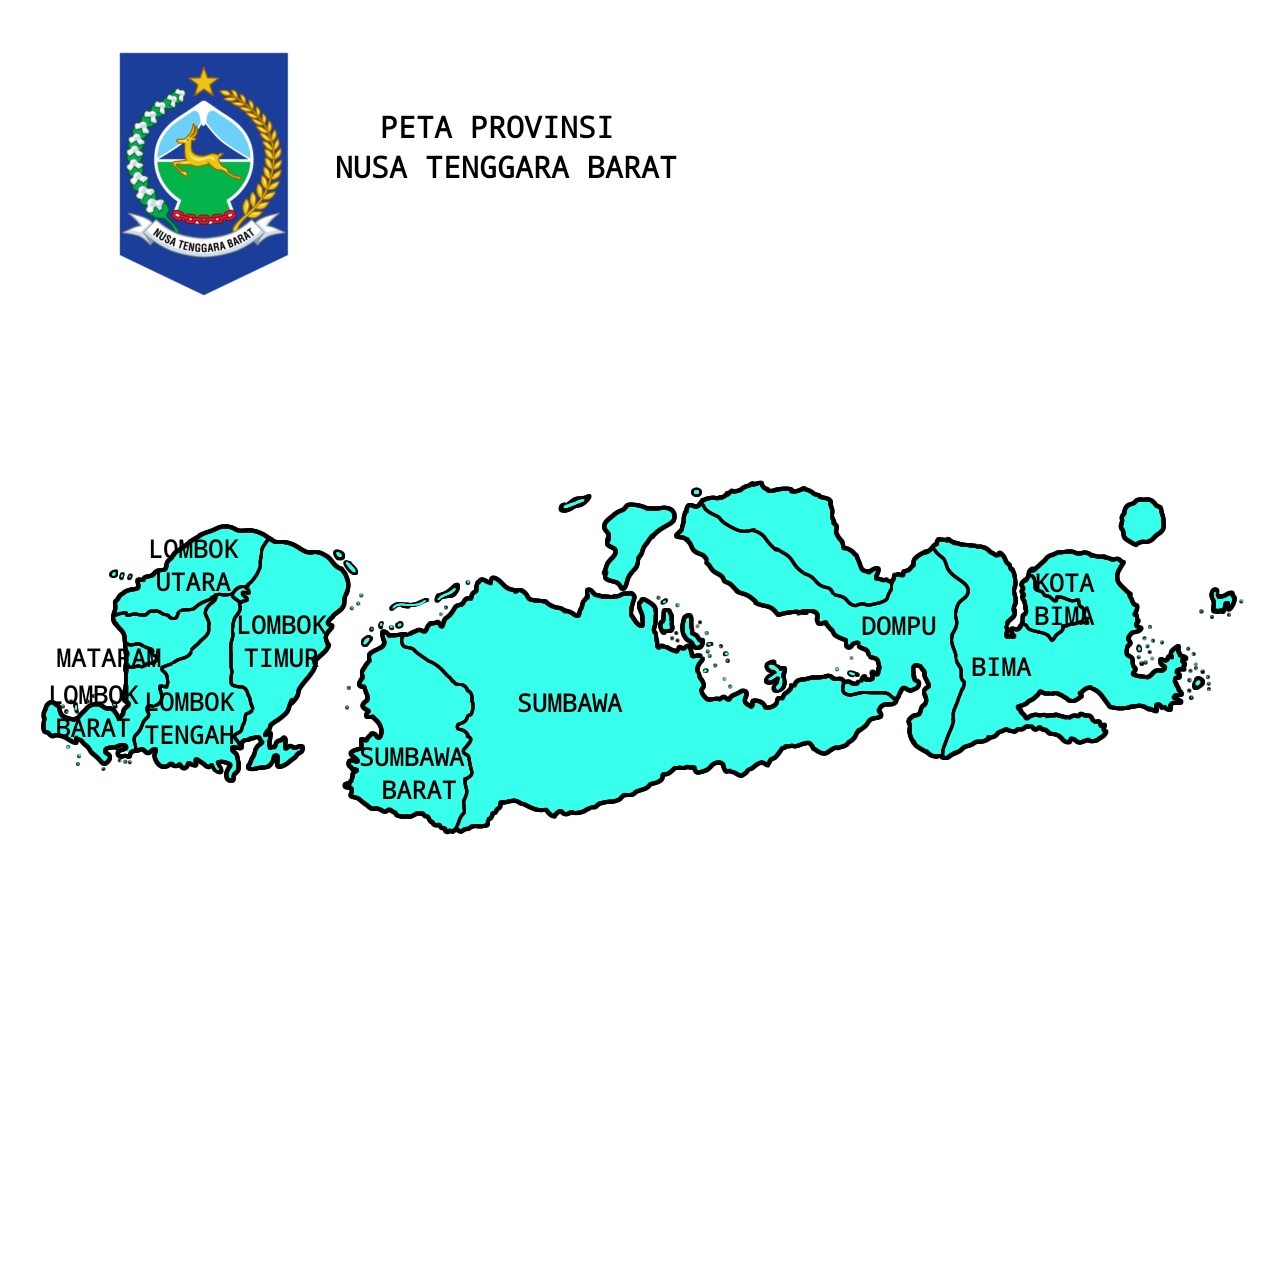 PETA PROVINSI
NUSA TENGGARA BARAT
NUSA TENGGARA BARAT
LOMBOK
UTARA
LOMBOK
TIMUR
MATARAM
LOMBOK
BARAT
LOMBOK
TENGAH
SUMBAWA
BARAT
SUMBAWA
DOMPU
BIMA
KOTA
BIMA